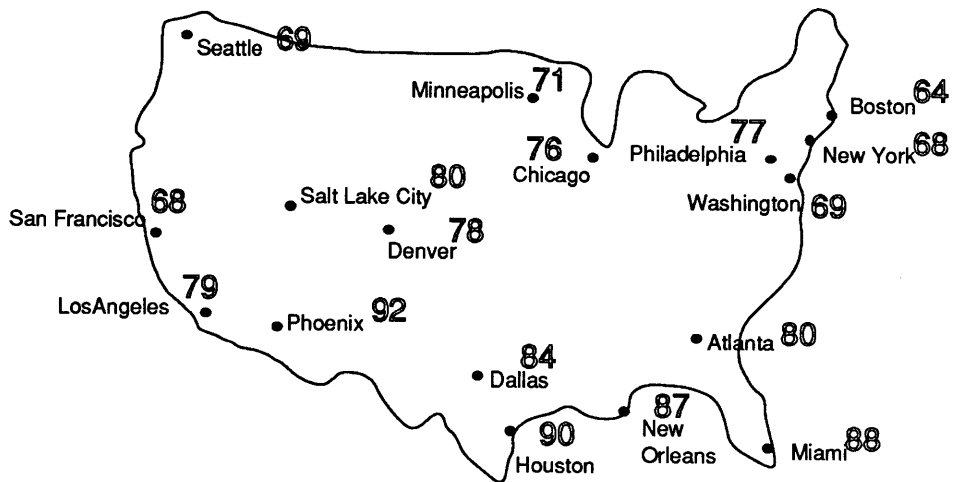 Seattle 69
Minneapolis 71
Boston 64
New York 68
Philadelphia 77
76
Chicago
Washington 69
Salt Lake City 80
San Francisco 68
Denver 78
LosAngeles 79
Phoenix 92
Atlanta 80
84
Dallas
87
New
Orleans
90
Houston
Miami 88